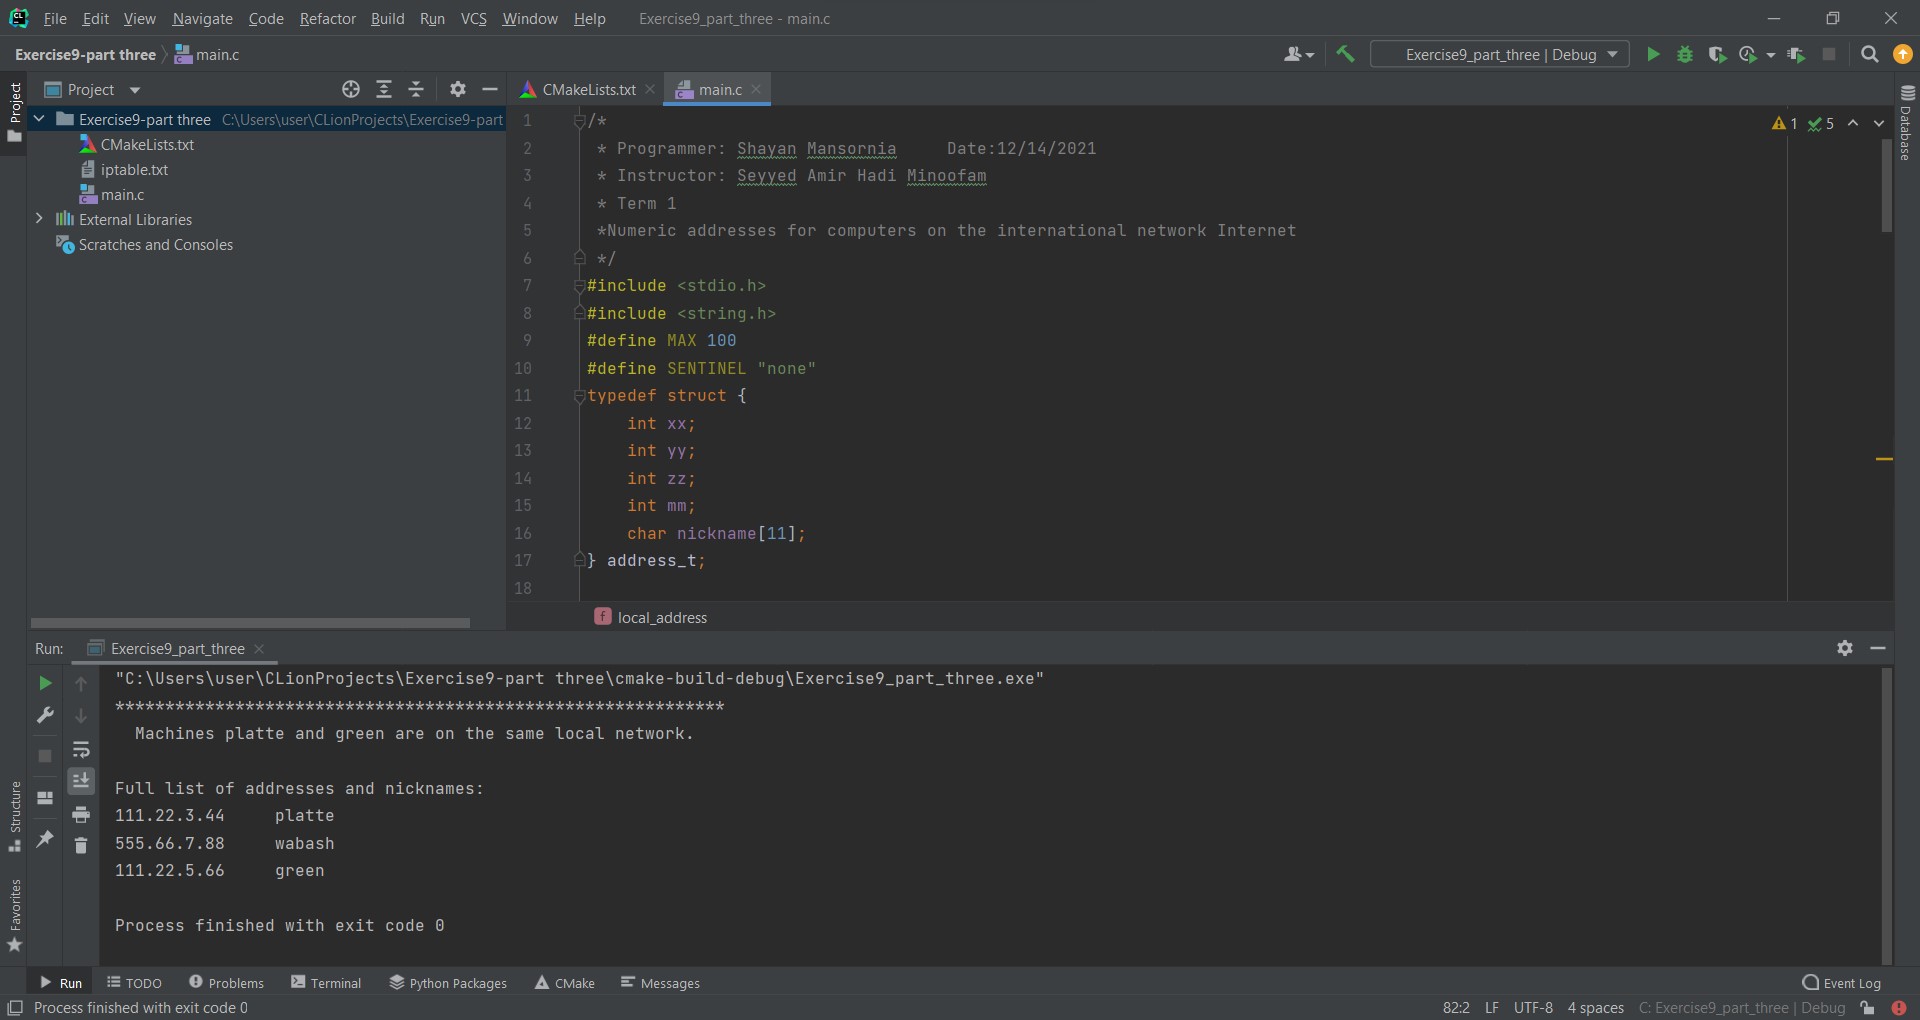 File Edit View Navigate Code Refactor Build Run VCS Window Help Exercise9_part_three - main.c
Exercise9-part three main.c Exercise9_part_three | Debug
Project
Project
CMakeLists.txt main.c
Exercise9-part three C:\Users\user\CLionProjects\Exercise9-part
CMakeLists.txt
iptable.txt
main.c
External Libraries
Scratches and Consoles
1 /*
2 * Programmer: Shayan Mansornia     Date:12/14/2021
3 * Instructor: Seyyed Amir Hadi Minoofam
4 * Term 1
5 *Numeric addresses for computers on the international network Internet
6 */
7 #include <stdio.h>
8 #include <string.h>
9 #define MAX 100
10 #define SENTINEL "none"
11 typedef struct {
12     int xx;
13     int yy;
14     int zz;
15     int mm;
16     char nickname[11];
17 } address_t;
18
1 5
Database
f local_address
Run: Exercise9_part_three
"C:\Users\user\CLionProjects\Exercise9-part three\cmake-build-debug\Exercise9_part_three.exe"
*************************************************************
Machines platte and green are on the same local network.
Full list of addresses and nicknames:
111.22.3.44     platte
555.66.7.88     wabash
111.22.5.66     green
Process finished with exit code 0
Structure
Favorites
Run TODO Problems Terminal Python Packages CMake Messages Event Log
Process finished with exit code 0 82:2 LF UTF-8 4 spaces C: Exercise9_part_three | Debug